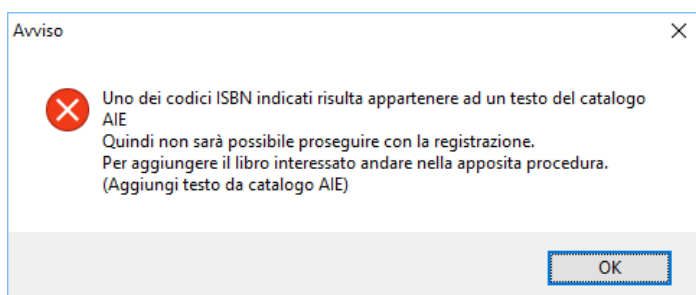 Avviso
Uno dei codici ISBN indicati risulta appartenere ad un testo del catalogo
AIE
Quindi non sarà possibile proseguire con la registrazione.
Per aggiungere il libro interessato andare nella apposita procedura.
(Aggiungi testo da catalogo AIE)
OK